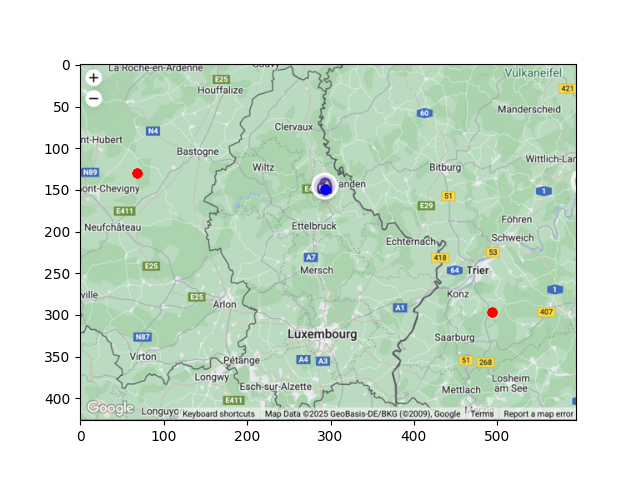 La Roche-en-Ardenne
Vulkaneifel
E25
Houffalize
421
Manderscheid
60
Clervaux
N4
nt-Hubert
Bastogne
Wittlich-Lan
Wiltz
Bitburg
N89
anden
1
ont-Chevigny
51
E29
E411
Föhren
Neufchâteau
Ettelbruck
Echternach
Schweich
53
A7
418
E25
Mersch
64
Trier
1
ville
E25
Konz
Arlon
A1
407
N87
Luxembourg
Saarburg
Virton
Pétange
A4
A3
51
268
Longwy
Losheim
am See
Esch-sur-Alzette
Mettlach
E411
Google
Longuyo
Keyboard shortcuts
Map Data ©2025 GeoBasis-DE/BKG (©2009), Google
Terms
Report a map error
+
−
0
50
100
150
200
250
300
350
400
0
100
200
300
400
500